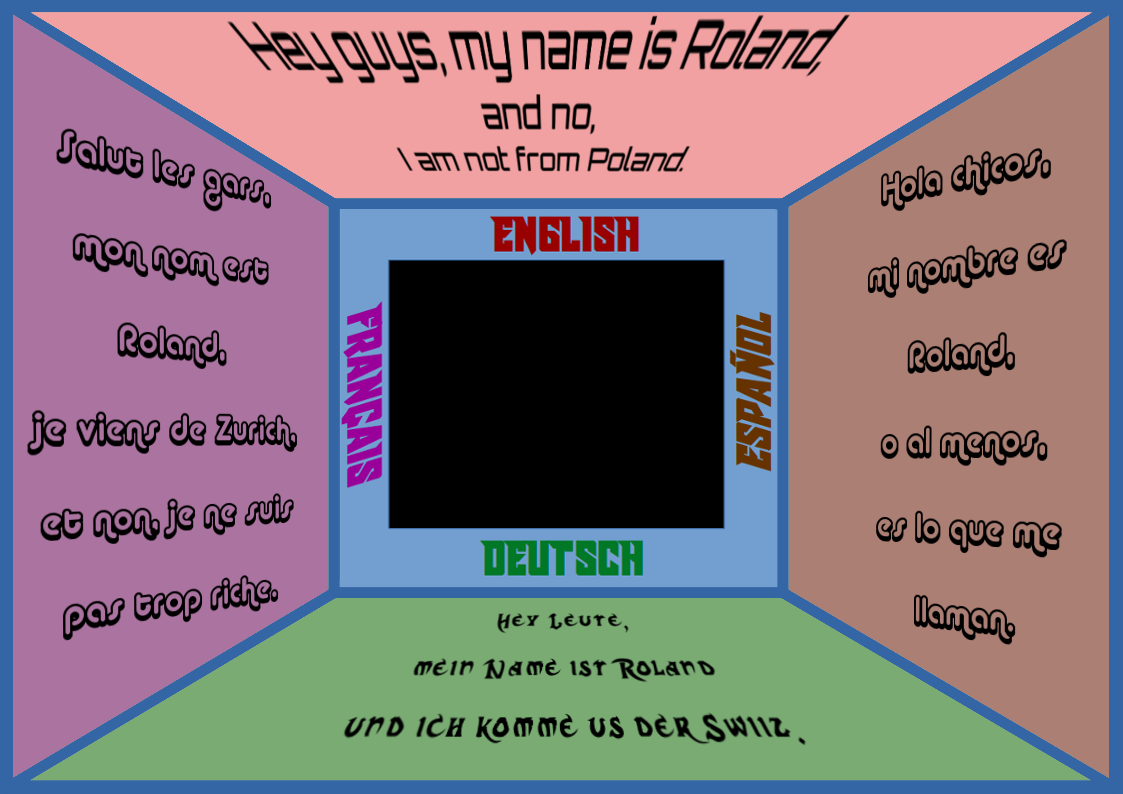 Hey guys, my name is Roland,
and no,
I am not from Poland.
Salut les gars.
mon nom est
Roland.
je viens de Zurich,
et non, je ne suis
pas trop riche.
ENGLISH
FRANÇAIS
ESPAÑOL
DEUTSCH
Hola chicos.
mi nombre es
Roland.
o al menos.
es lo que me
llaman.
Hey Leute,
mein Name ist Roland
und ich komme us der Swiiz.